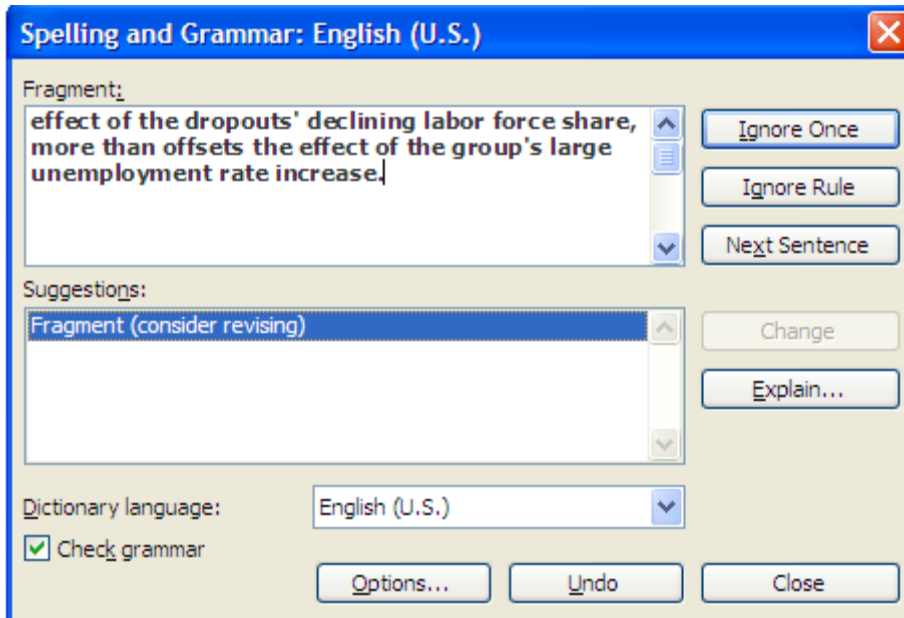 Spelling and Grammar: English (U.S.)
Fragment:
effect of the dropouts' declining labor force share,
more than offsets the effect of the group's large
unemployment rate increase.
Ignore Once
Ignore Rule
Next Sentence
Suggestions:
Fragment (consider revising)
Change
Explain...
Dictionary language:
English (U.S.)
Check grammar
Options...
Undo
Close